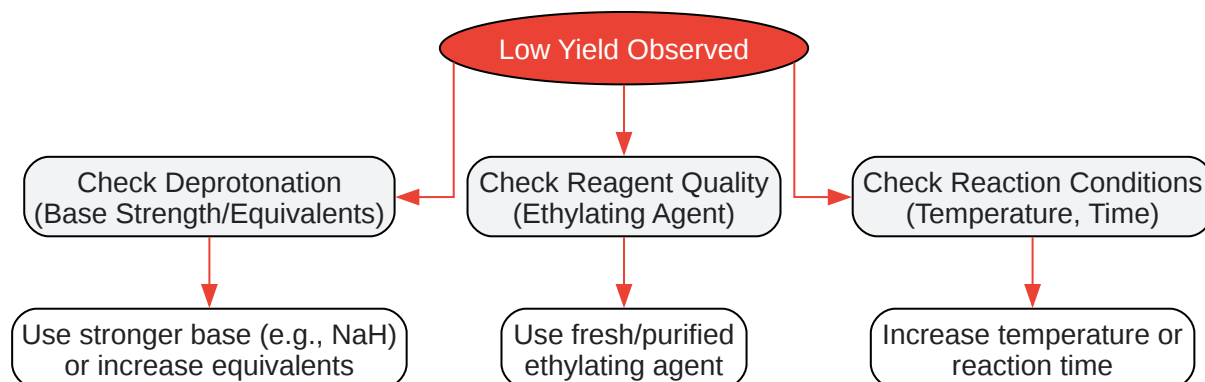 Low Yield Observed
Check Deprotonation
(Base Strength/Equivalents)
Check Reagent Quality
(Ethylating Agent)
Check Reaction Conditions
(Temperature, Time)
Use stronger base (e.g., NaH)
or increase equivalents
Use fresh/purified
ethylating agent
Increase temperature or
reaction time